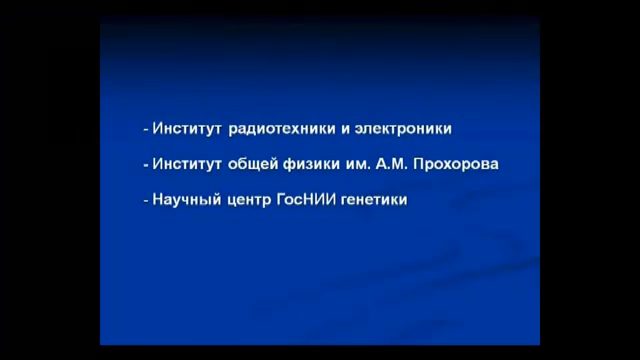 - Институт радиотехники и электроники
- Институт общей физики им. А.М. Прохорова
- Научный центр ГосНИИ генетики